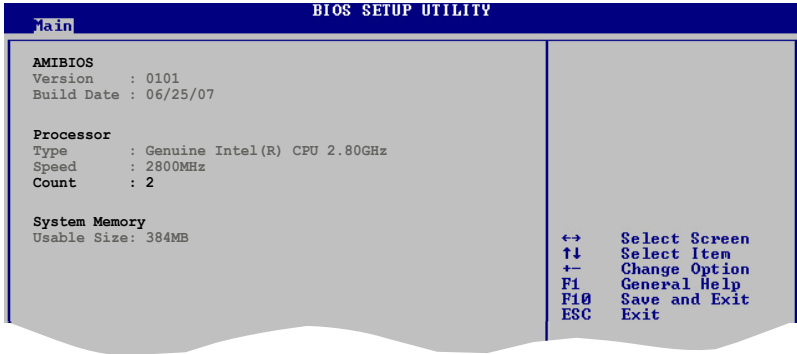 BIOS SETUP UTILITY
Main
AMIBIOS
Version : 0101
Build Date : 06/25/07
Processor
Type : Genuine Intel(R) CPU 2.80GHz
Speed : 2800MHz
Count : 2
System Memory
Usable Size: 384MB
←→ Select Screen
↑↓ Select Item
+- Change Option
F1 General Help
F10 Save and Exit
ESC Exit